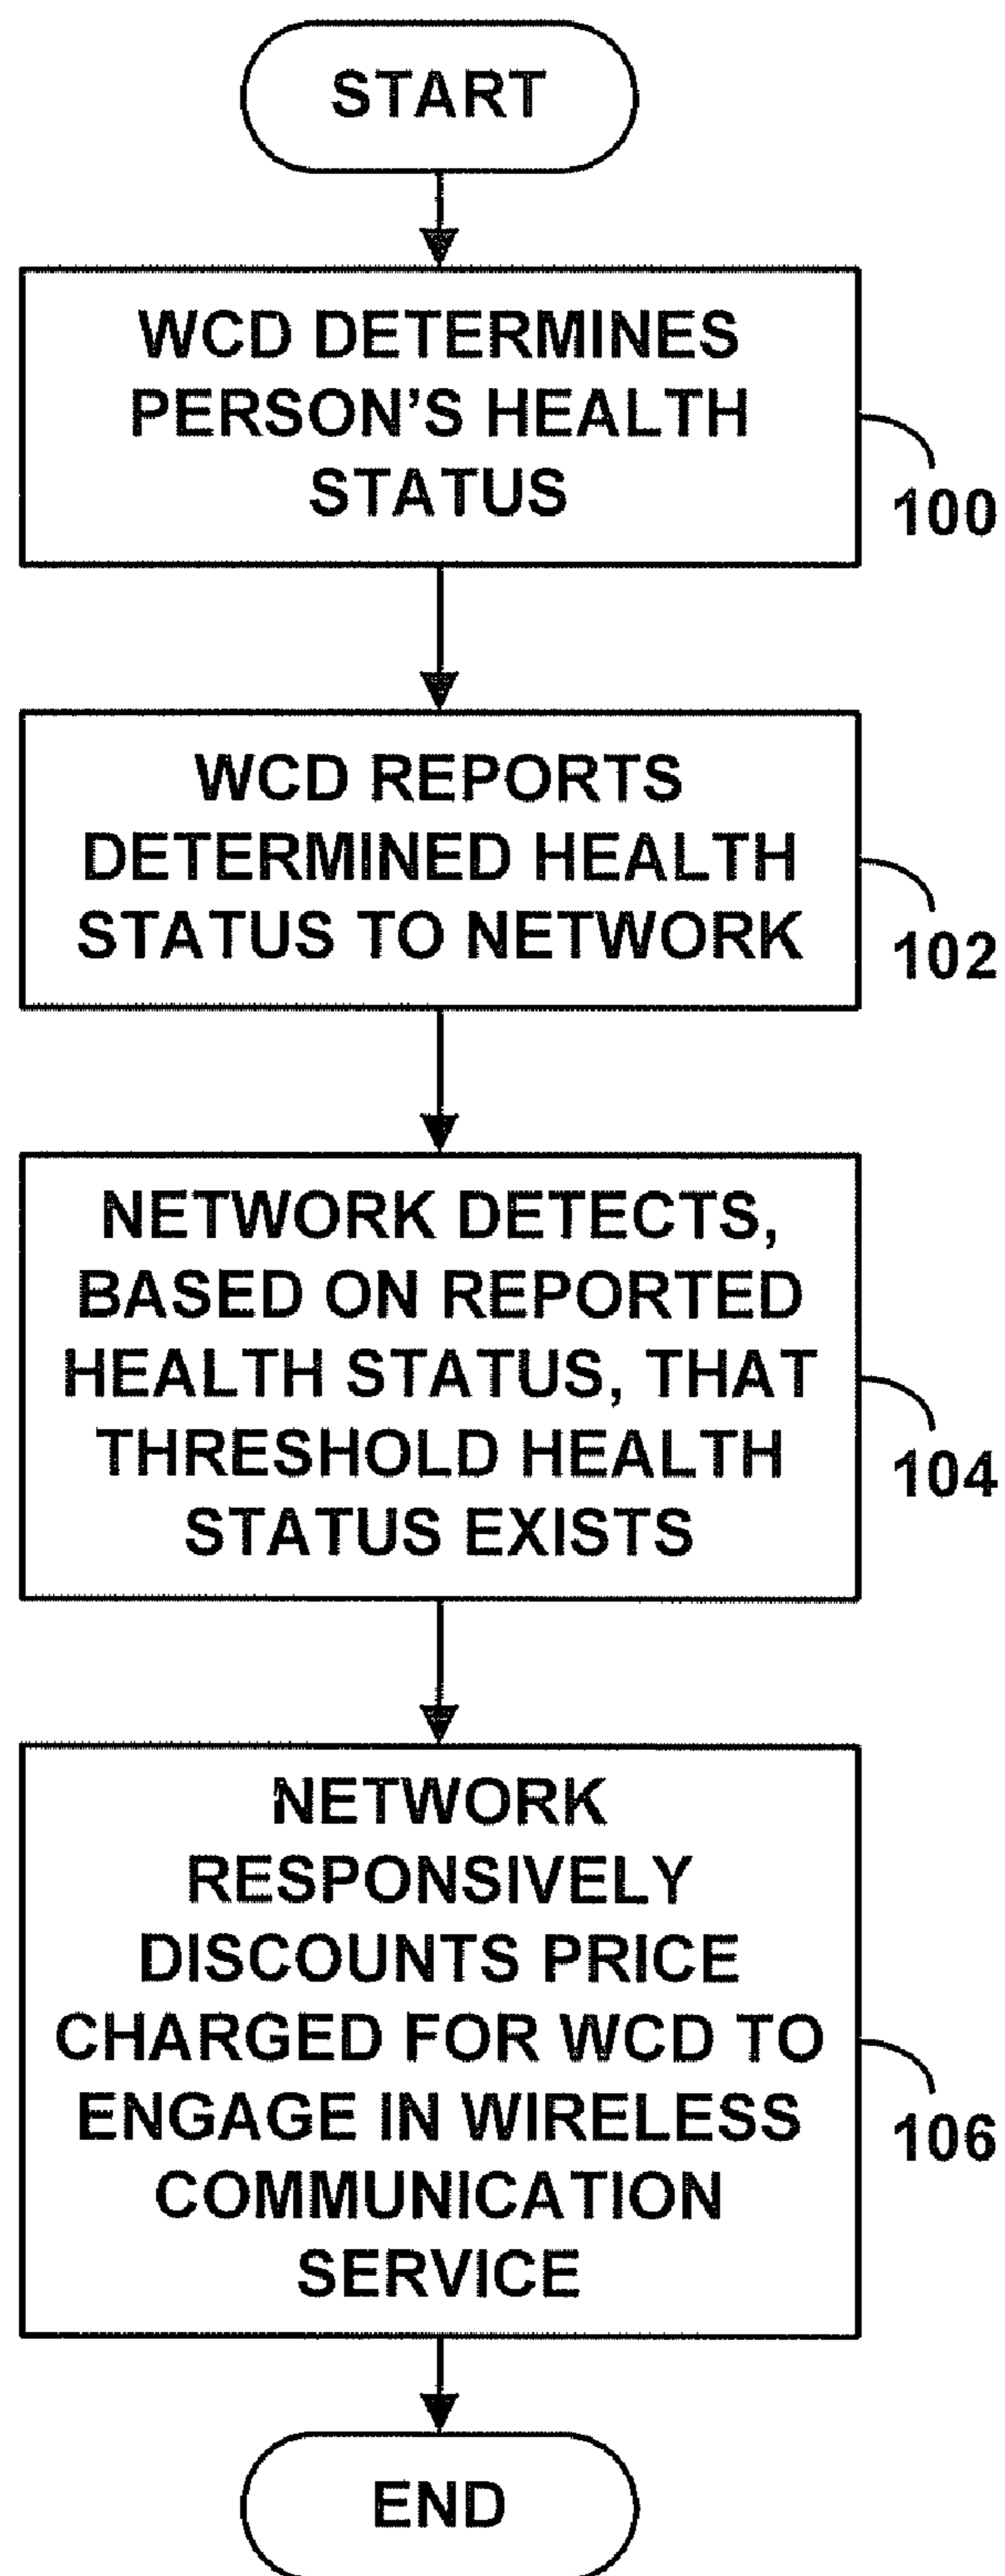 START
WCD DETERMINES
PERSON’S HEALTH
STATUS
100
WCD REPORTS
DETERMINED HEALTH
STATUS TO NETWORK
102
NETWORK DETECTS,
BASED ON REPORTED
HEALTH STATUS, THAT
THRESHOLD HEALTH
STATUS EXISTS
104
NETWORK
RESPONSIVELY
DISCOUNTS PRICE
CHARGED FOR WCD TO
ENGAGE IN WIRELESS
COMMUNICATION
SERVICE
106
END